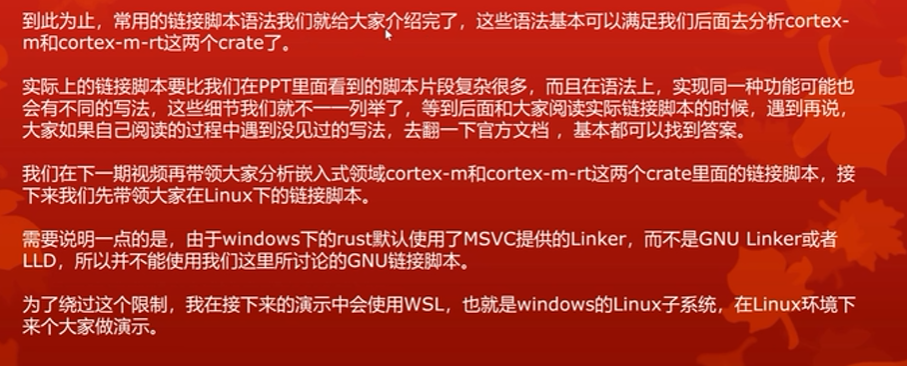 到此为止，常用的链接脚本语法我们就给大家介绍完了，这些语法基本可以满足我们后面去分析cortex-
m和cortex-m-rt这两个crate了。
实际上的链接脚本要比我们在PPT里面看到的脚本片段复杂很多，而且在语法上，实现同一种功能可能也
会有不同的写法，这些细节我们就不一一列举了，等到后面和大家阅读实际链接脚本的时候，遇到再说，
大家如果自己阅读的过程中遇到没见过的写法，去翻一下官方文档 ，基本都可以找到答案。
我们在下一期视频再带领大家分析嵌入式领域cortex-m和cortex-m-rt这两个crate里面的链接脚本，接
下来我们先带领大家在Linux下的链接脚本。
需要说明一点的是，由于windows下的rust默认使用了MSVC提供的Linker，而不是GNU Linker或者
LLD，所以并不能使用我们这里所讨论的GNU链接脚本。
为了绕过这个限制，我在接下来的演示中会使用WSL，也就是windows的Linux子系统，在Linux环境下
来个大家做演示。